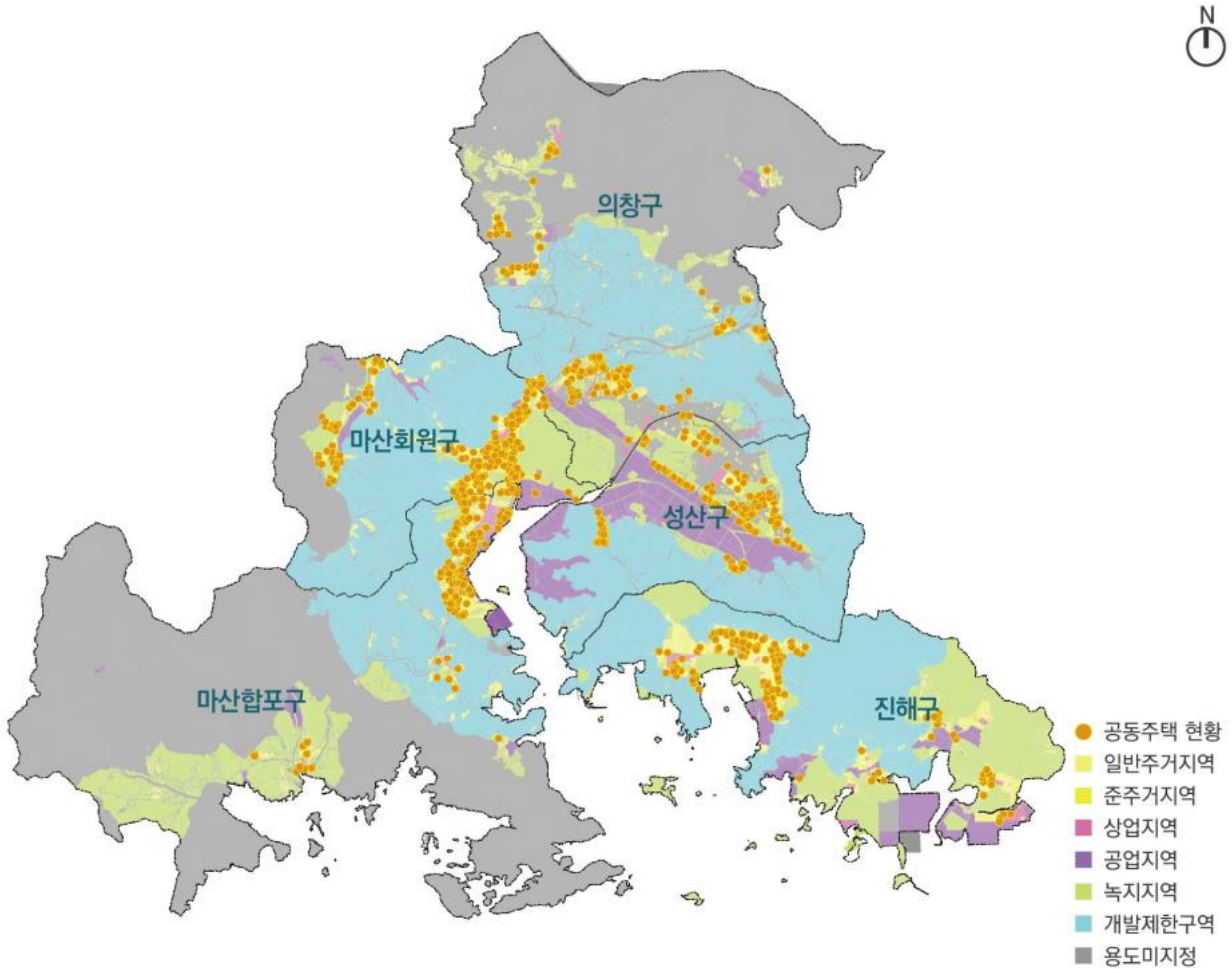 N
의창구
마산회원구
성산구
마산합포구
진해구
공동주택 현황
일반주거지역
준주거지역
상업지역
공업지역
녹지지역
개발제한구역
용도미지정